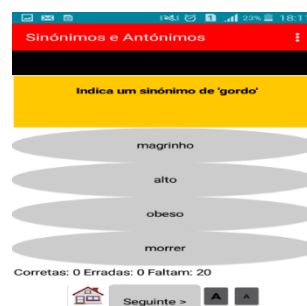 23% 18:11
Sinónimos e Antónimos
Indica um sinónimo de 'gordo'
magrinho
alto
obeso
morrer
Corretas: 0 Erradas: 0 Faltam: 20
Seguinte > A A